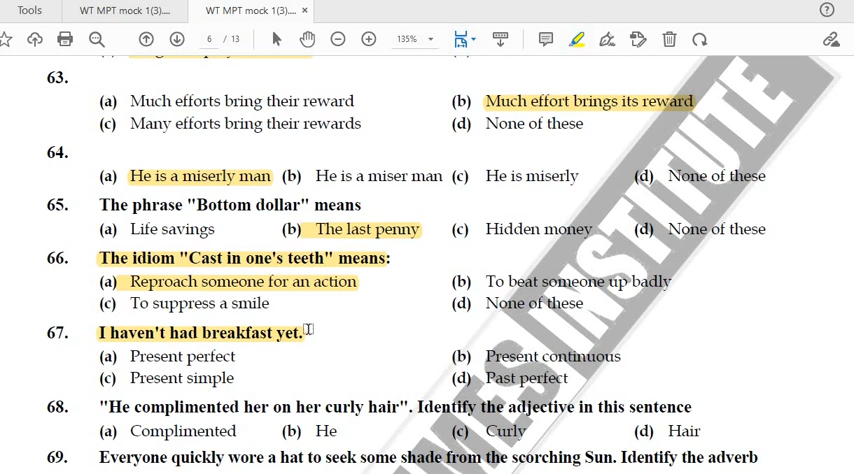 Tools WT MPT mock 1(3).... WT MPT mock 1(3).... ×
6 / 13 135%
63.
(a) Much efforts bring their reward (b) Much effort brings its reward
(c) Many efforts bring their rewards (d) None of these
64.
(a) He is a miserly man (b) He is a miser man (c) He is miserly (d) None of these
65. The phrase "Bottom dollar" means
(a) Life savings (b) The last penny (c) Hidden money (d) None of these
66. The idiom "Cast in one's teeth" means:
(a) Reproach someone for an action (b) To beat someone up badly
(c) To suppress a smile (d) None of these
67. I haven't had breakfast yet.
(a) Present perfect (b) Present continuous
(c) Present simple (d) Past perfect
68. "He complimented her on her curly hair". Identify the adjective in this sentence
(a) Complimented (b) He (c) Curly (d) Hair
69. Everyone quickly wore a hat to seek some shade from the scorching Sun. Identify the adverb
INSTITUTE